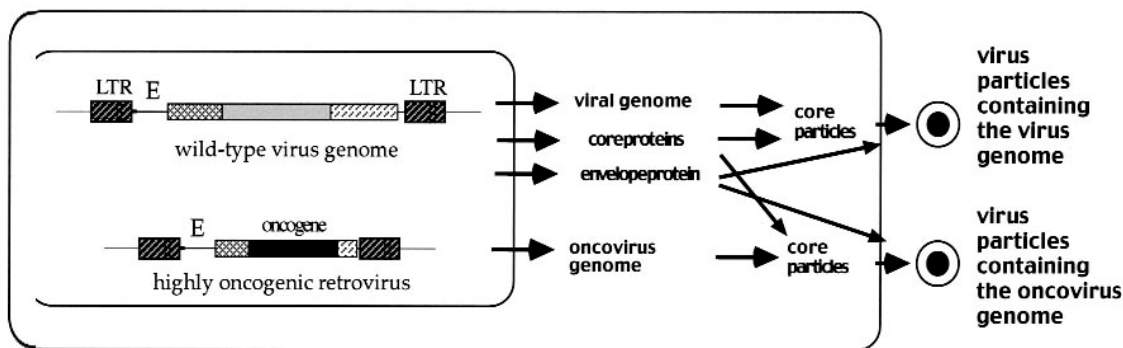 LTR
E
LTR
wild-type virus genome
E
oncogene
highly oncogenic retrovirus
viral genome
coreproteins
envelopeprotein
oncovirus
genome
core
particles
core
particles
virus
particles
containing
the virus
genome
virus
particles
containing
the oncovirus
genome